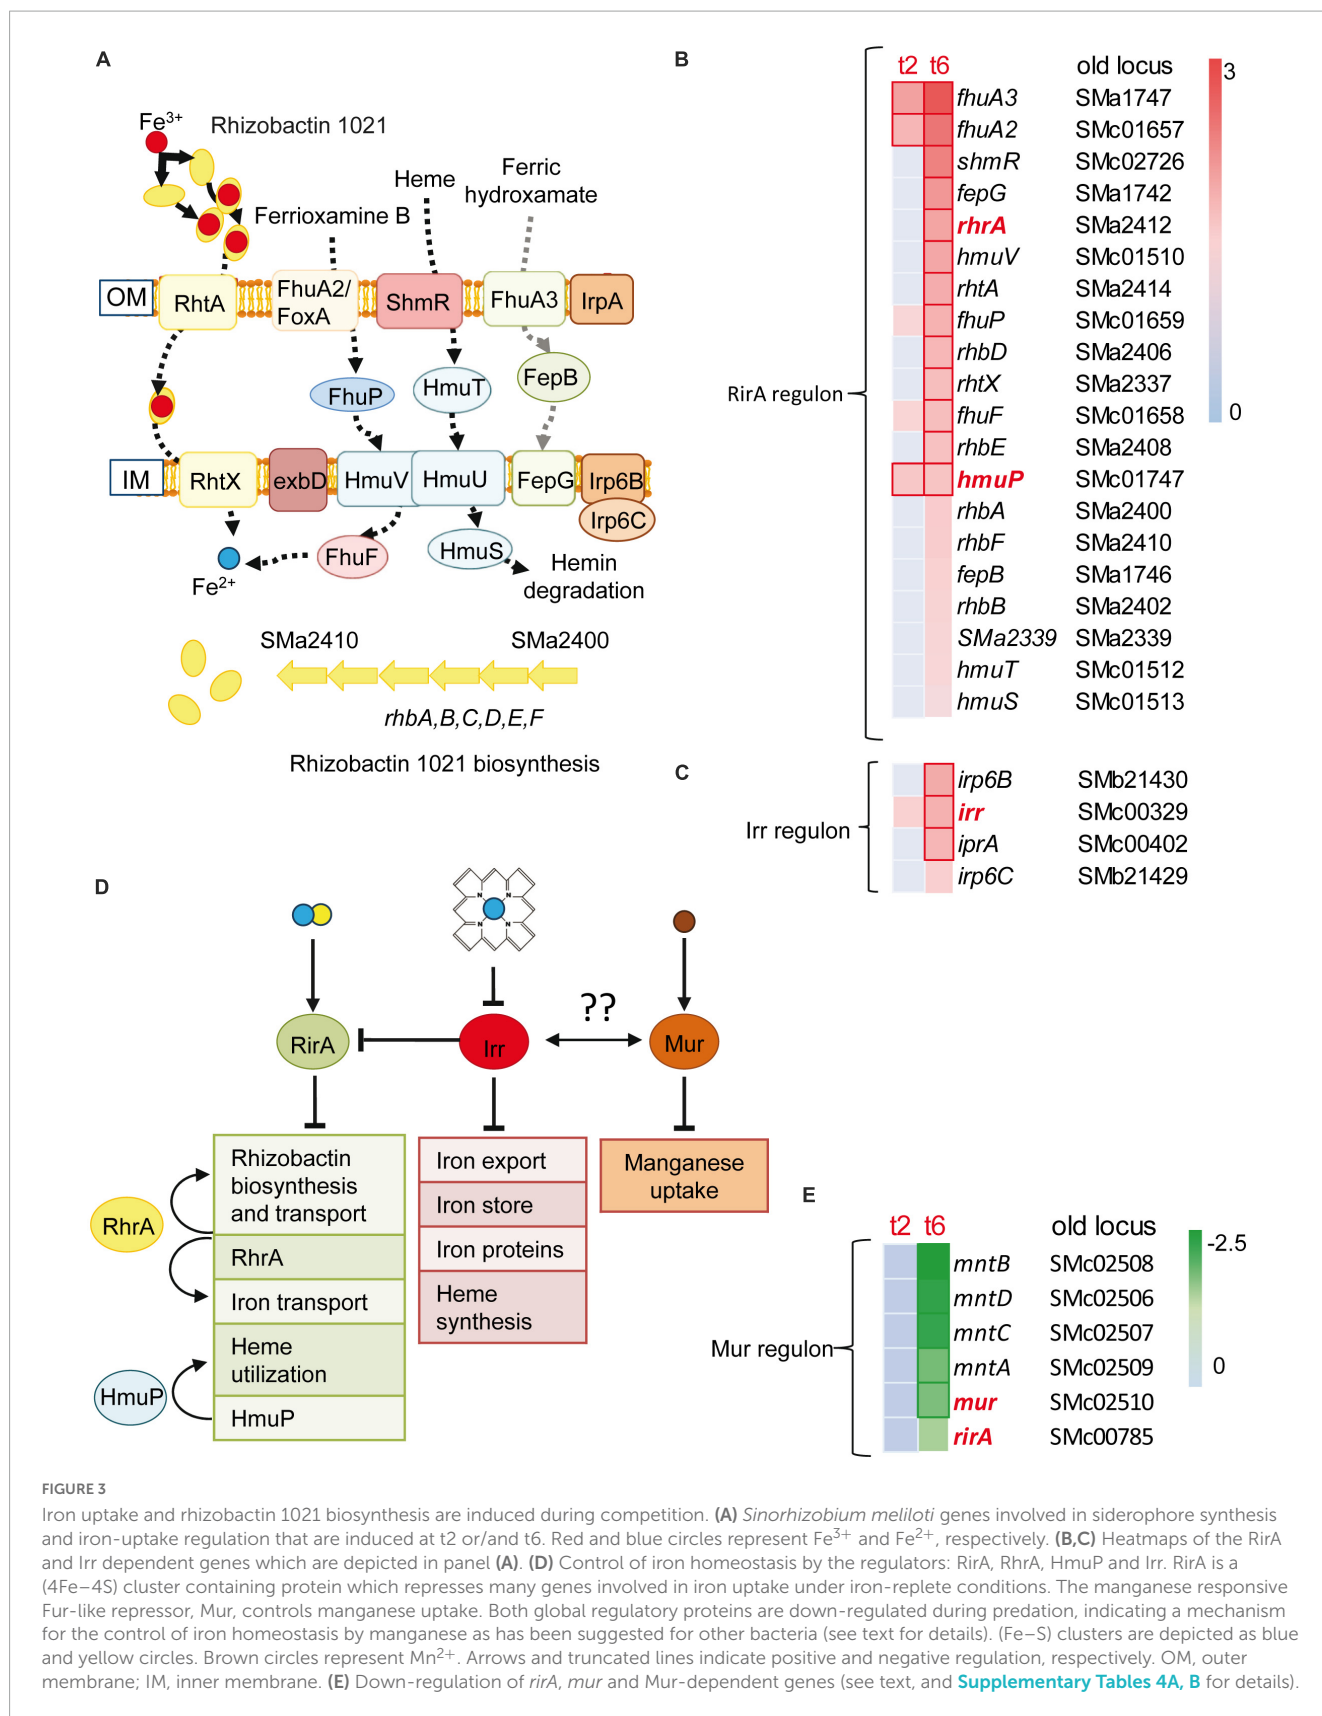 A
Fe3+
Rhizobactin 1021
Ferrioxamine B
Heme
Ferric
hydroxamate
OM
RhtA
FhuA2/
FoxA
ShmR
FhuA3
IrpA
FhuP
HmuT
FepB
IM
RhtX
exbD
HmuV
HmuU
FepG
Irp6B
Irp6C
Fe2+
FhuF
HmuS
Hemin
degradation
SMa2410
SMa2400
rhbA,B,C,D,E,F
Rhizobactin 1021 biosynthesis
B
t2 t6 old locus
RirA regulon
fhuA3 SMa1747
fhuA2 SMc01657
shmR SMc02726
fepG SMa1742
rhrA SMa2412
hmuV SMc01510
rhtA SMa2414
fhuP SMc01659
rhbD SMa2406
rhtX SMa2337
fhuF SMc01658
rhbE SMa2408
hmuP SMc01747
rhbA SMa2400
rhbF SMa2410
fepB SMa1746
rhbB SMa2402
SMa2339 SMa2339
hmuT SMc01512
hmuS SMc01513
3
0
C
Irr regulon
irp6B SMb21430
irr SMc00329
iprA SMc00402
irp6C SMb21429
D
N N
N N
RirA
Irr
??
Mur
RhrA
HmuP
Rhizobactin
biosynthesis
and transport
RhrA
Iron transport
Heme
utilization
HmuP
Iron export
Iron store
Iron proteins
Heme
synthesis
Manganese
uptake
E
t2 t6 old locus
Mur regulon
mntB SMc02508
mntD SMc02506
mntC SMc02507
mntA SMc02509
mur SMc02510
rirA SMc00785
-2.5
0
FIGURE 3
Iron uptake and rhizobactin 1021 biosynthesis are induced during competition. (A) Sinorhizobium meliloti genes involved in siderophore synthesis
and iron-uptake regulation that are induced at t2 or/and t6. Red and blue circles represent Fe3+ and Fe2+, respectively. (B,C) Heatmaps of the RirA
and Irr dependent genes which are depicted in panel (A). (D) Control of iron homeostasis by the regulators: RirA, RhrA, HmuP and Irr. RirA is a
(4Fe–4S) cluster containing protein which represses many genes involved in iron uptake under iron-replete conditions. The manganese responsive
Fur-like repressor, Mur, controls manganese uptake. Both global regulatory proteins are down-regulated during predation, indicating a mechanism
for the control of iron homeostasis by manganese as has been suggested for other bacteria (see text for details). (Fe–S) clusters are depicted as blue
and yellow circles. Brown circles represent Mn2+. Arrows and truncated lines indicate positive and negative regulation, respectively. OM, outer
membrane; IM, inner membrane. (E) Down-regulation of rirA, mur and Mur-dependent genes (see text, and Supplementary Tables 4A, B for details).